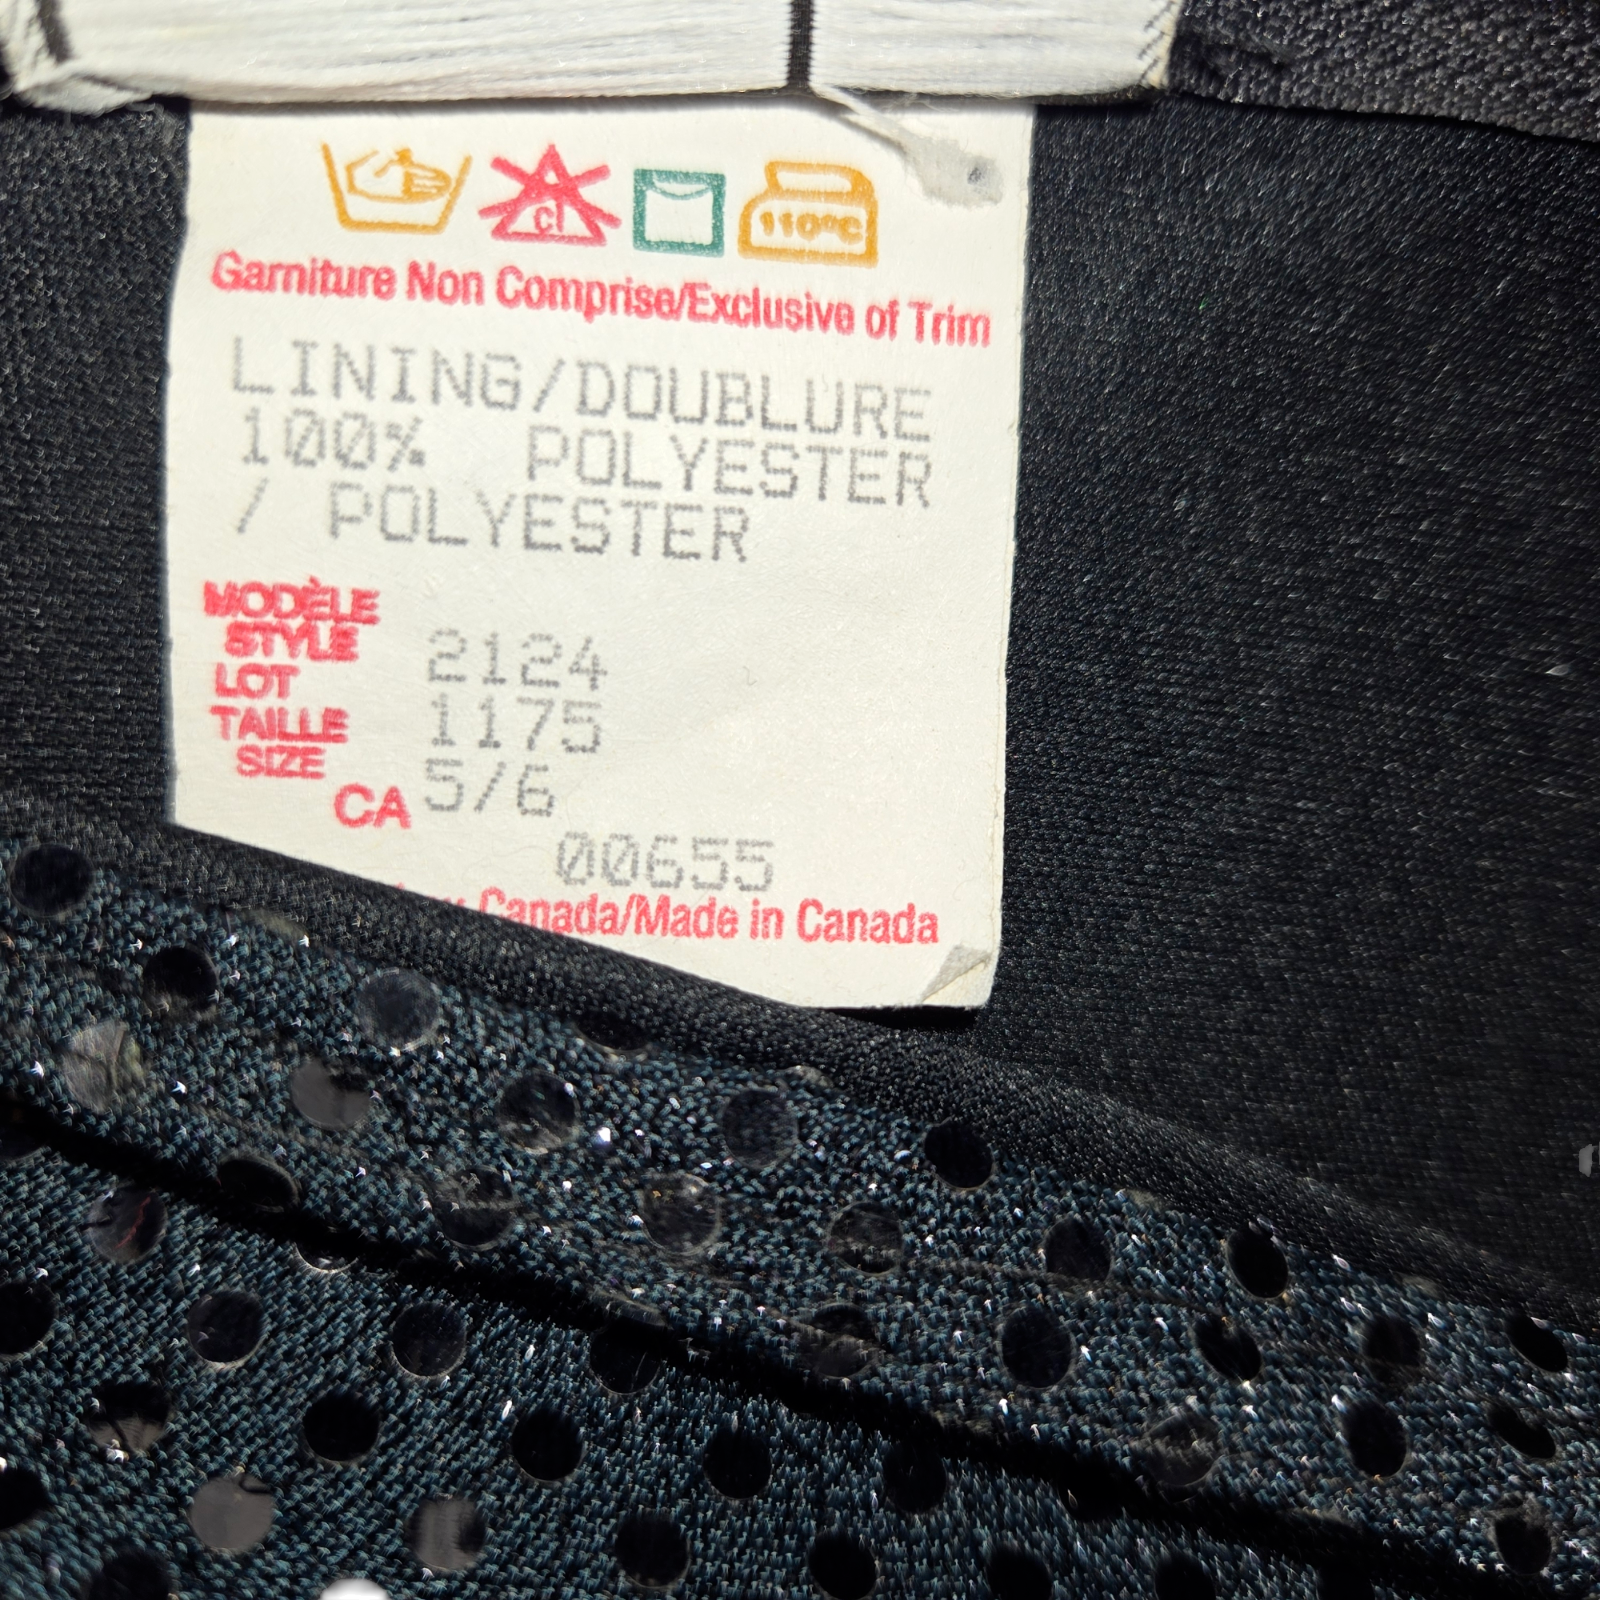 cl 110°C
Garniture Non Comprise/Exclusive of Trim
LINING/DOUBLURE
100% POLYESTER
/ POLYESTER
MODÈLE
STYLE 2124
LOT 1175
TAILLE
SIZE 5/6
CA
00655
Canada/Made in Canada